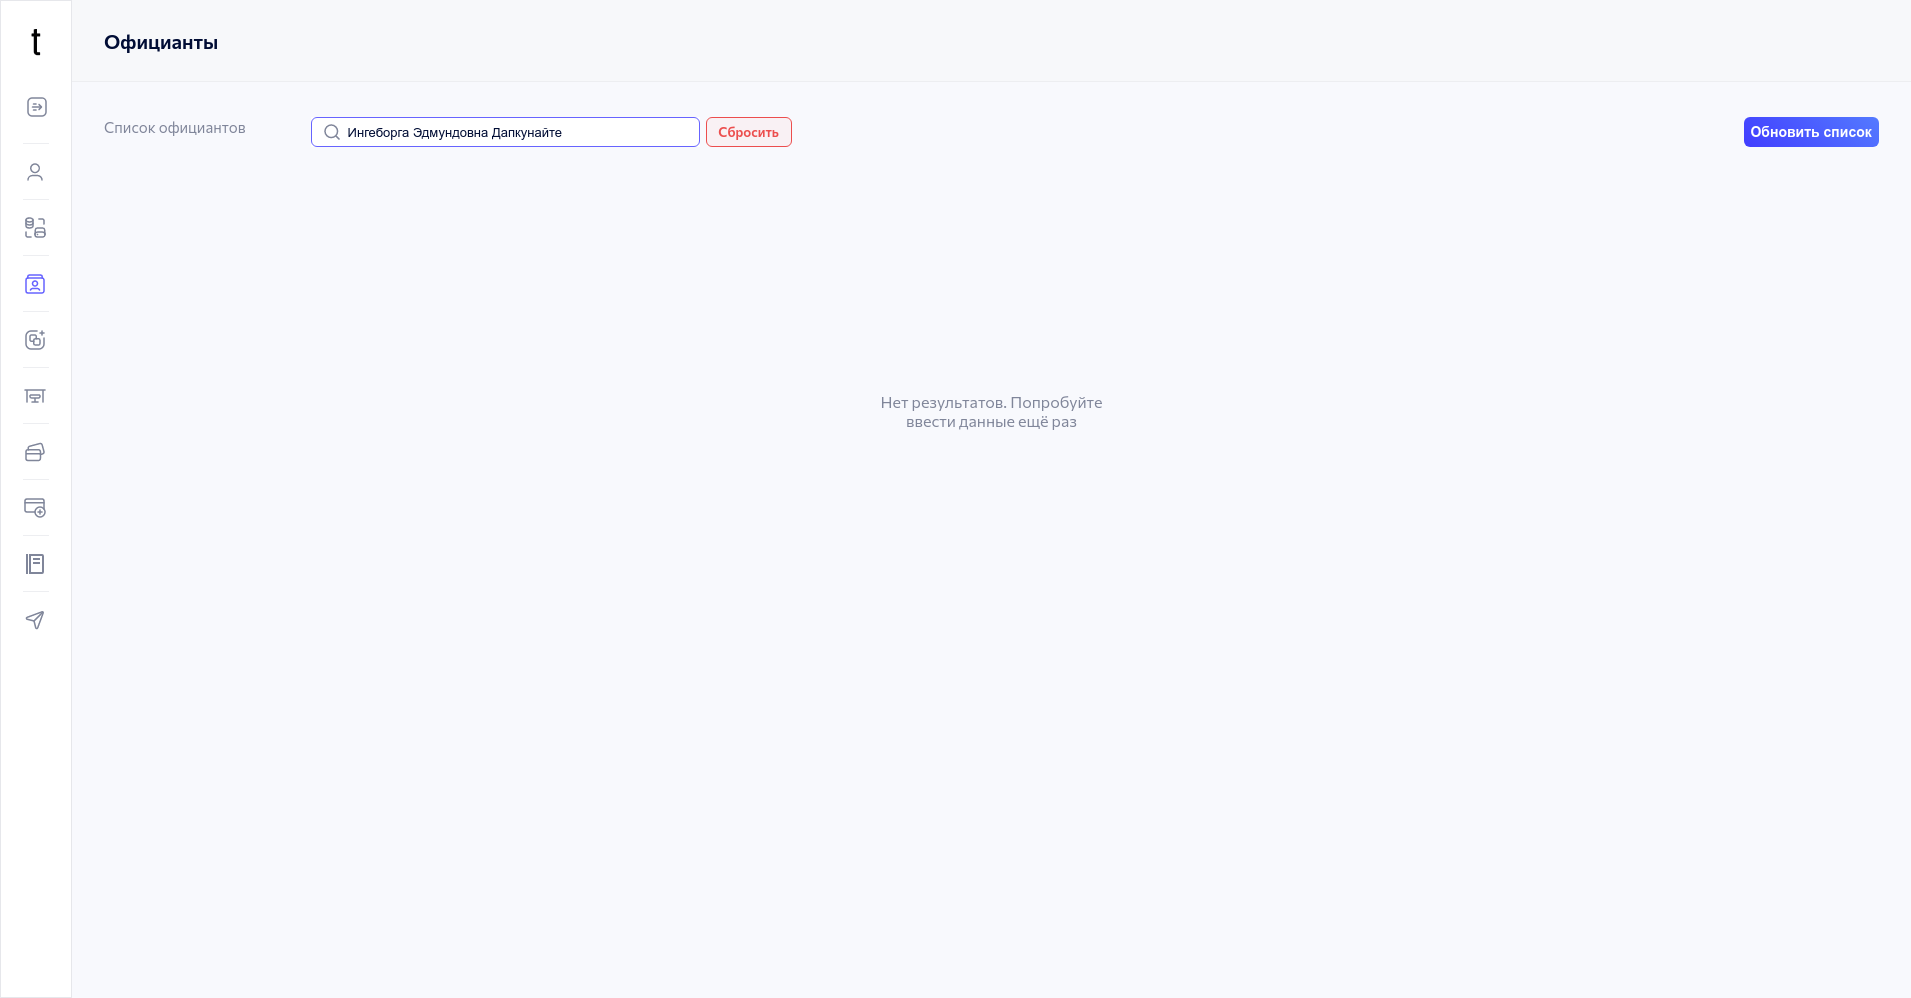 t
Официанты
Список официантов
Ингеборга Эдмундовна Дапкунайте
Сбросить
Обновить список
Нет результатов. Попробуйте
ввести данные ещё раз